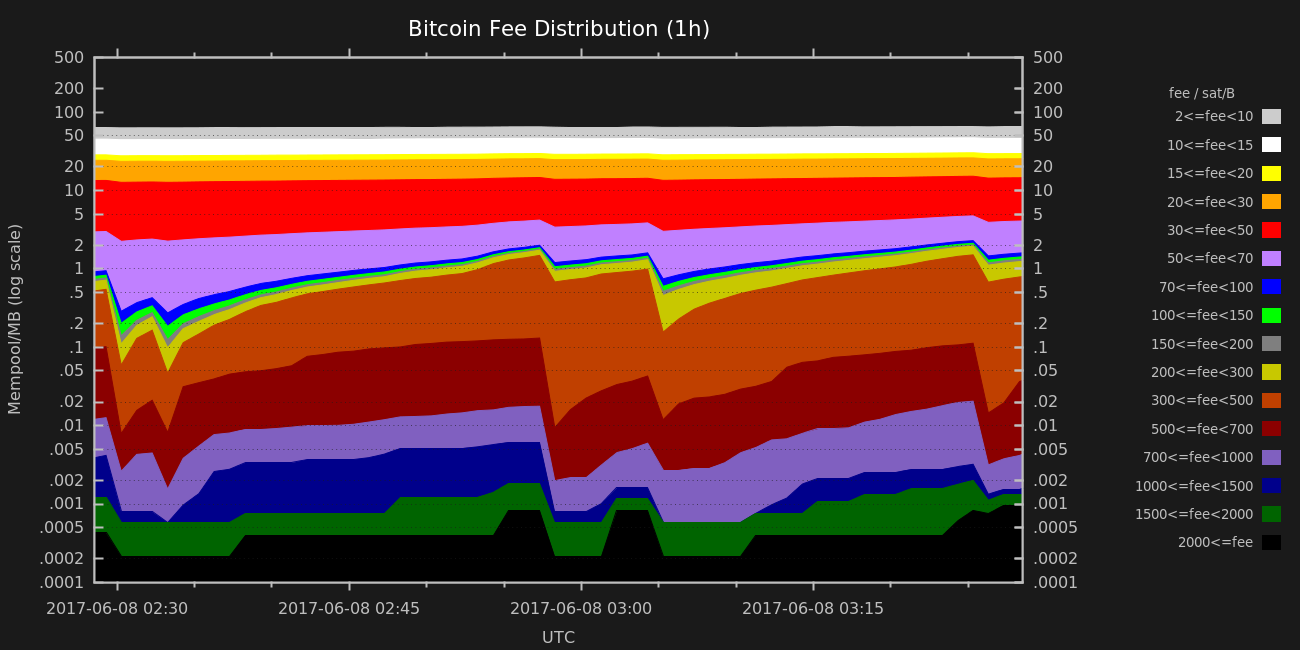 Bitcoin Fee Distribution (1h)
500 500
200 200
100 100
50 50
20 20
10 10
5 5
2 2
1 1
.5 .5
.2 .2
.1 .1
.05 .05
.02 .02
.01 .01
.005 .005
.002 .002
.001 .001
.0005 .0005
.0002 .0002
.0001 .0001
Mempool/MB (log scale)
2017-06-08 02:30 2017-06-08 02:45 2017-06-08 03:00 2017-06-08 03:15
UTC
fee / sat/B
2<=fee<10
10<=fee<15
15<=fee<20
20<=fee<30
30<=fee<50
50<=fee<70
70<=fee<100
100<=fee<150
150<=fee<200
200<=fee<300
300<=fee<500
500<=fee<700
700<=fee<1000
1000<=fee<1500
1500<=fee<2000
2000<=fee